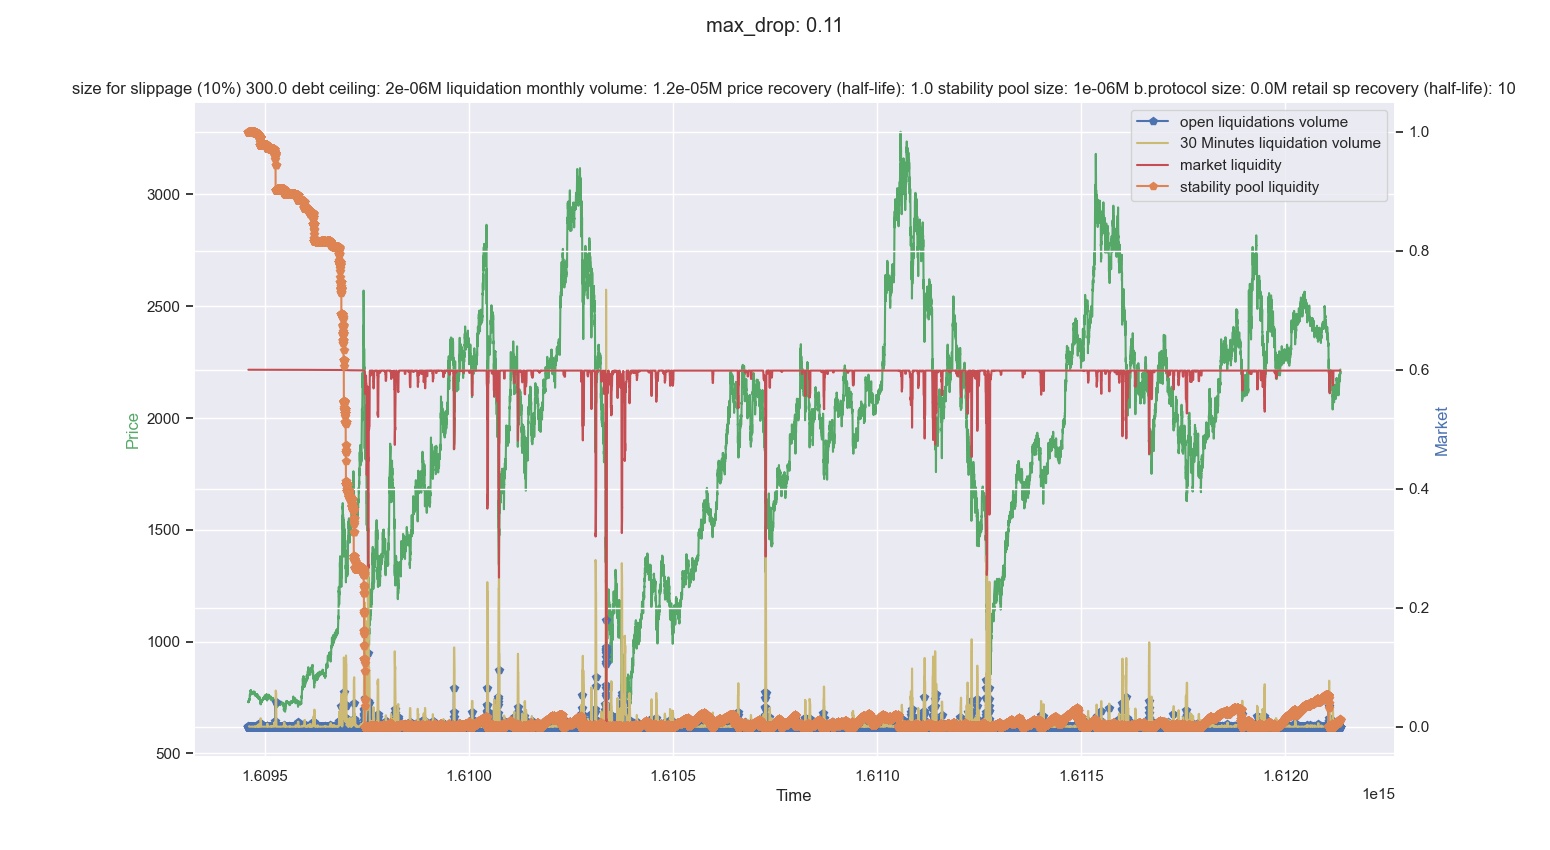 max_drop: 0.11
size for slippage (10%) 300.0 debt ceiling: 2e-06M liquidation monthly volume: 1.2e-05M price recovery (half-life): 1.0 stability pool size: 1e-06M b.protocol size: 0.0M retail sp recovery (half-life): 10
open liquidations volume
30 Minutes liquidation volume
market liquidity
stability pool liquidity
3000
2500
2000
1500
1000
500
Price
1.0
0.8
0.6
0.4
0.2
0.0
Market
1.6095 1.6100 1.6105 1.6110 1.6115 1.6120
1e15
Time